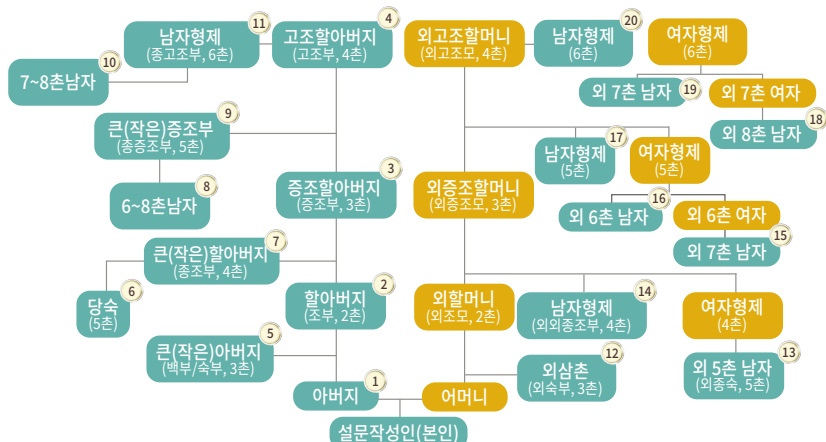 11
4
20
남자형제
(종고조부, 6촌)
고조할아버지
(고조부, 4촌)
외고조할머니
(외고조모, 4촌)
남자형제
(6촌)
여자형제
(6촌)
10
7~8촌남자
19
외 7촌 남자
외 7촌 여자
9
큰(작은)증조부
(종증조부, 5촌)
18
외 8촌 남자
17
남자형제
(5촌)
여자형제
(5촌)
3
증조할아버지
(증조부, 3촌)
외증조할머니
(외증조모, 3촌)
8
6~8촌남자
16
외 6촌 남자
외 6촌 여자
15
외 7촌 남자
7
큰(작은)할아버지
(종조부, 4촌)
6
당숙
(5촌)
2
할아버지
(조부, 2촌)
외할머니
(외조모, 2촌)
14
남자형제
(외외종조부, 4촌)
여자형제
(4촌)
5
큰(작은)아버지
(백부/숙부, 3촌)
12
외삼촌
(외숙부, 3촌)
13
외 5촌 남자
(외종숙, 5촌)
1
아버지
어머니
설문작성인(본인)